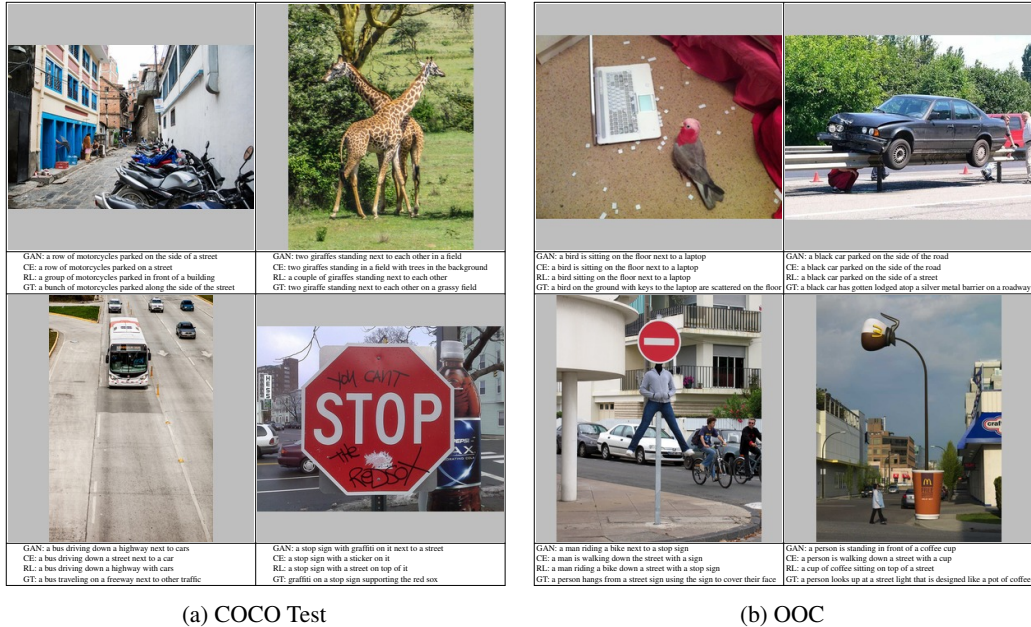 GAN: a row of motorcycles parked on the side of a street
CE: a row of motorcycles parked on a street
RL: a group of motorcycles parked in front of a building
GT: a bunch of motorcycles parked along the side of the street
GAN: two giraffes standing next to each other in a field
CE: two giraffes standing in a field with trees in the background
RL: a couple of giraffes standing next to each other
GT: two giraffe standing next to each other on a grassy field
GAN: a bird is sitting on the floor next to a laptop
CE: a bird is sitting on the floor next to a laptop
RL: a bird sitting on the floor next to a laptop
GT: a bird on the ground with keys to the laptop are scattered on the floor
GAN: a black car parked on the side of the road
CE: a black car parked on the side of the road
RL: a black car parked on the side of a street
GT: a black car has gotten lodged atop a silver metal barrier on a roadway
HESS
YOU CAN'T
STOP
THE
REDSOX
PEPSI
AX
M
craf
GAN: a bus driving down a highway next to cars
CE: a bus driving down a street next to a car
RL: a bus driving down a highway with cars
GT: a bus traveling on a freeway next to other traffic
GAN: a stop sign with graffiti on it next to a street
CE: a stop sign with a sticker on it
RL: a stop sign with a street on top of it
GT: graffiti on a stop sign supporting the red sox
GAN: a man riding a bike next to a stop sign
CE: a man is walking down the street with a sign
RL: a man riding a bike down a street with a stop sign
GT: a person hangs from a street sign using the sign to cover their face
GAN: a person is standing in front of a coffee cup
CE: a person is walking down a street with a cup
RL: a cup of coffee sitting on top of a street
GT: a person looks up at a street light that is designed like a pot of coffee
(a) COCO Test
(b) OOC